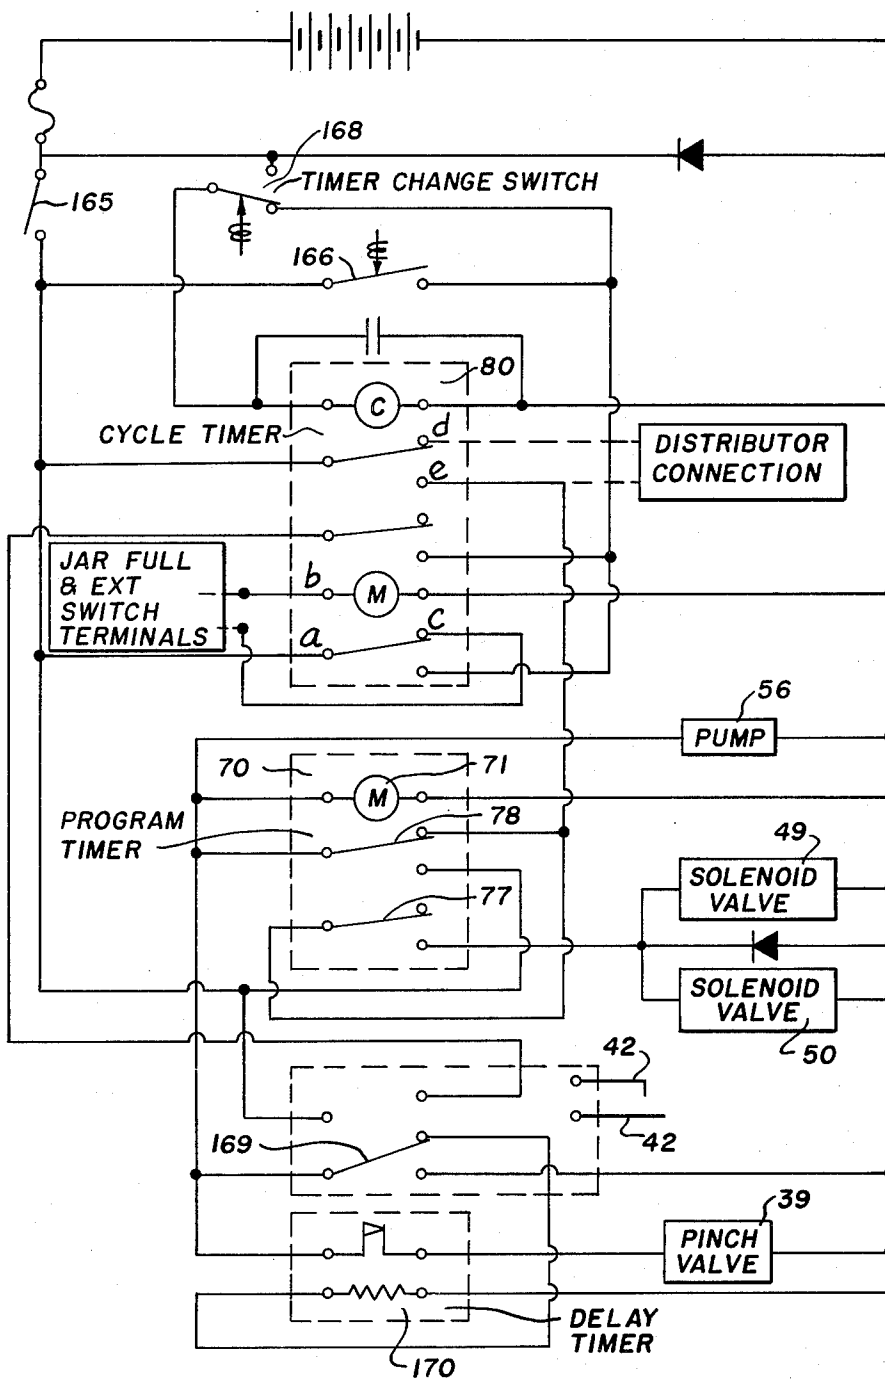 168
TIMER CHANGE SWITCH
165
166
80
C
CYCLE TIMER
d
DISTRIBUTOR
CONNECTION
e
JAR FULL
& EXT
SWITCH
TERMINALS
b
M
a
c
56
PUMP
70
71
M
PROGRAM
TIMER
78
49
SOLENOID
VALVE
77
SOLENOID
VALVE
50
42
42
169
39
PINCH
VALVE
DELAY
TIMER
170